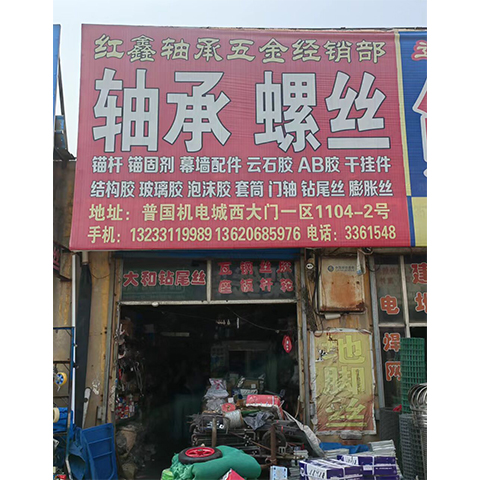 红鑫轴承五金经销部
轴承 螺丝
锚杆 锚固剂 幕墙配件 云石胶 AB胶 干挂件
结构胶 玻璃胶 泡沫胶 套筒 门轴 钻尾丝 膨胀丝
地址：普国机电城西大门一区1104-2号
手机：13233119989 13620685976 电话：3361548
大和钻尾丝
地脚丝
电
焊
网